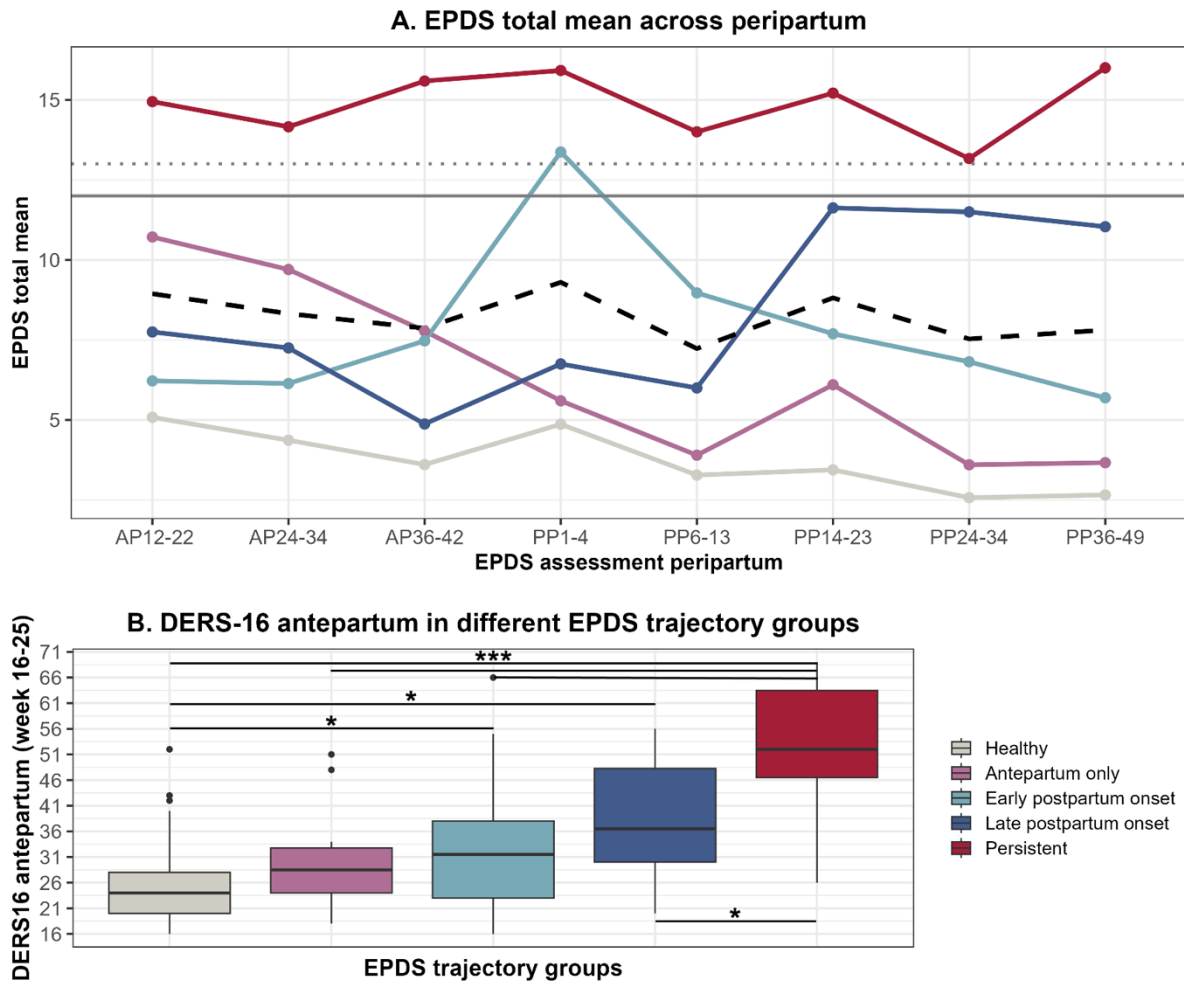 A. EPDS total mean across peripartum
EPDS total mean
15
10
5
AP12-22 AP24-34 AP36-42 PP1-4 PP6-13 PP14-23 PP24-34 PP36-49
EPDS assessment peripartum
B. DERS-16 antepartum in different EPDS trajectory groups
DERS16 antepartum (week 16-25)
71
66
61
56
51
46
41
36
31
26
21
16
***
*
*
*
EPDS trajectory groups
Healthy
Antepartum only
Early postpartum onset
Late postpartum onset
Persistent